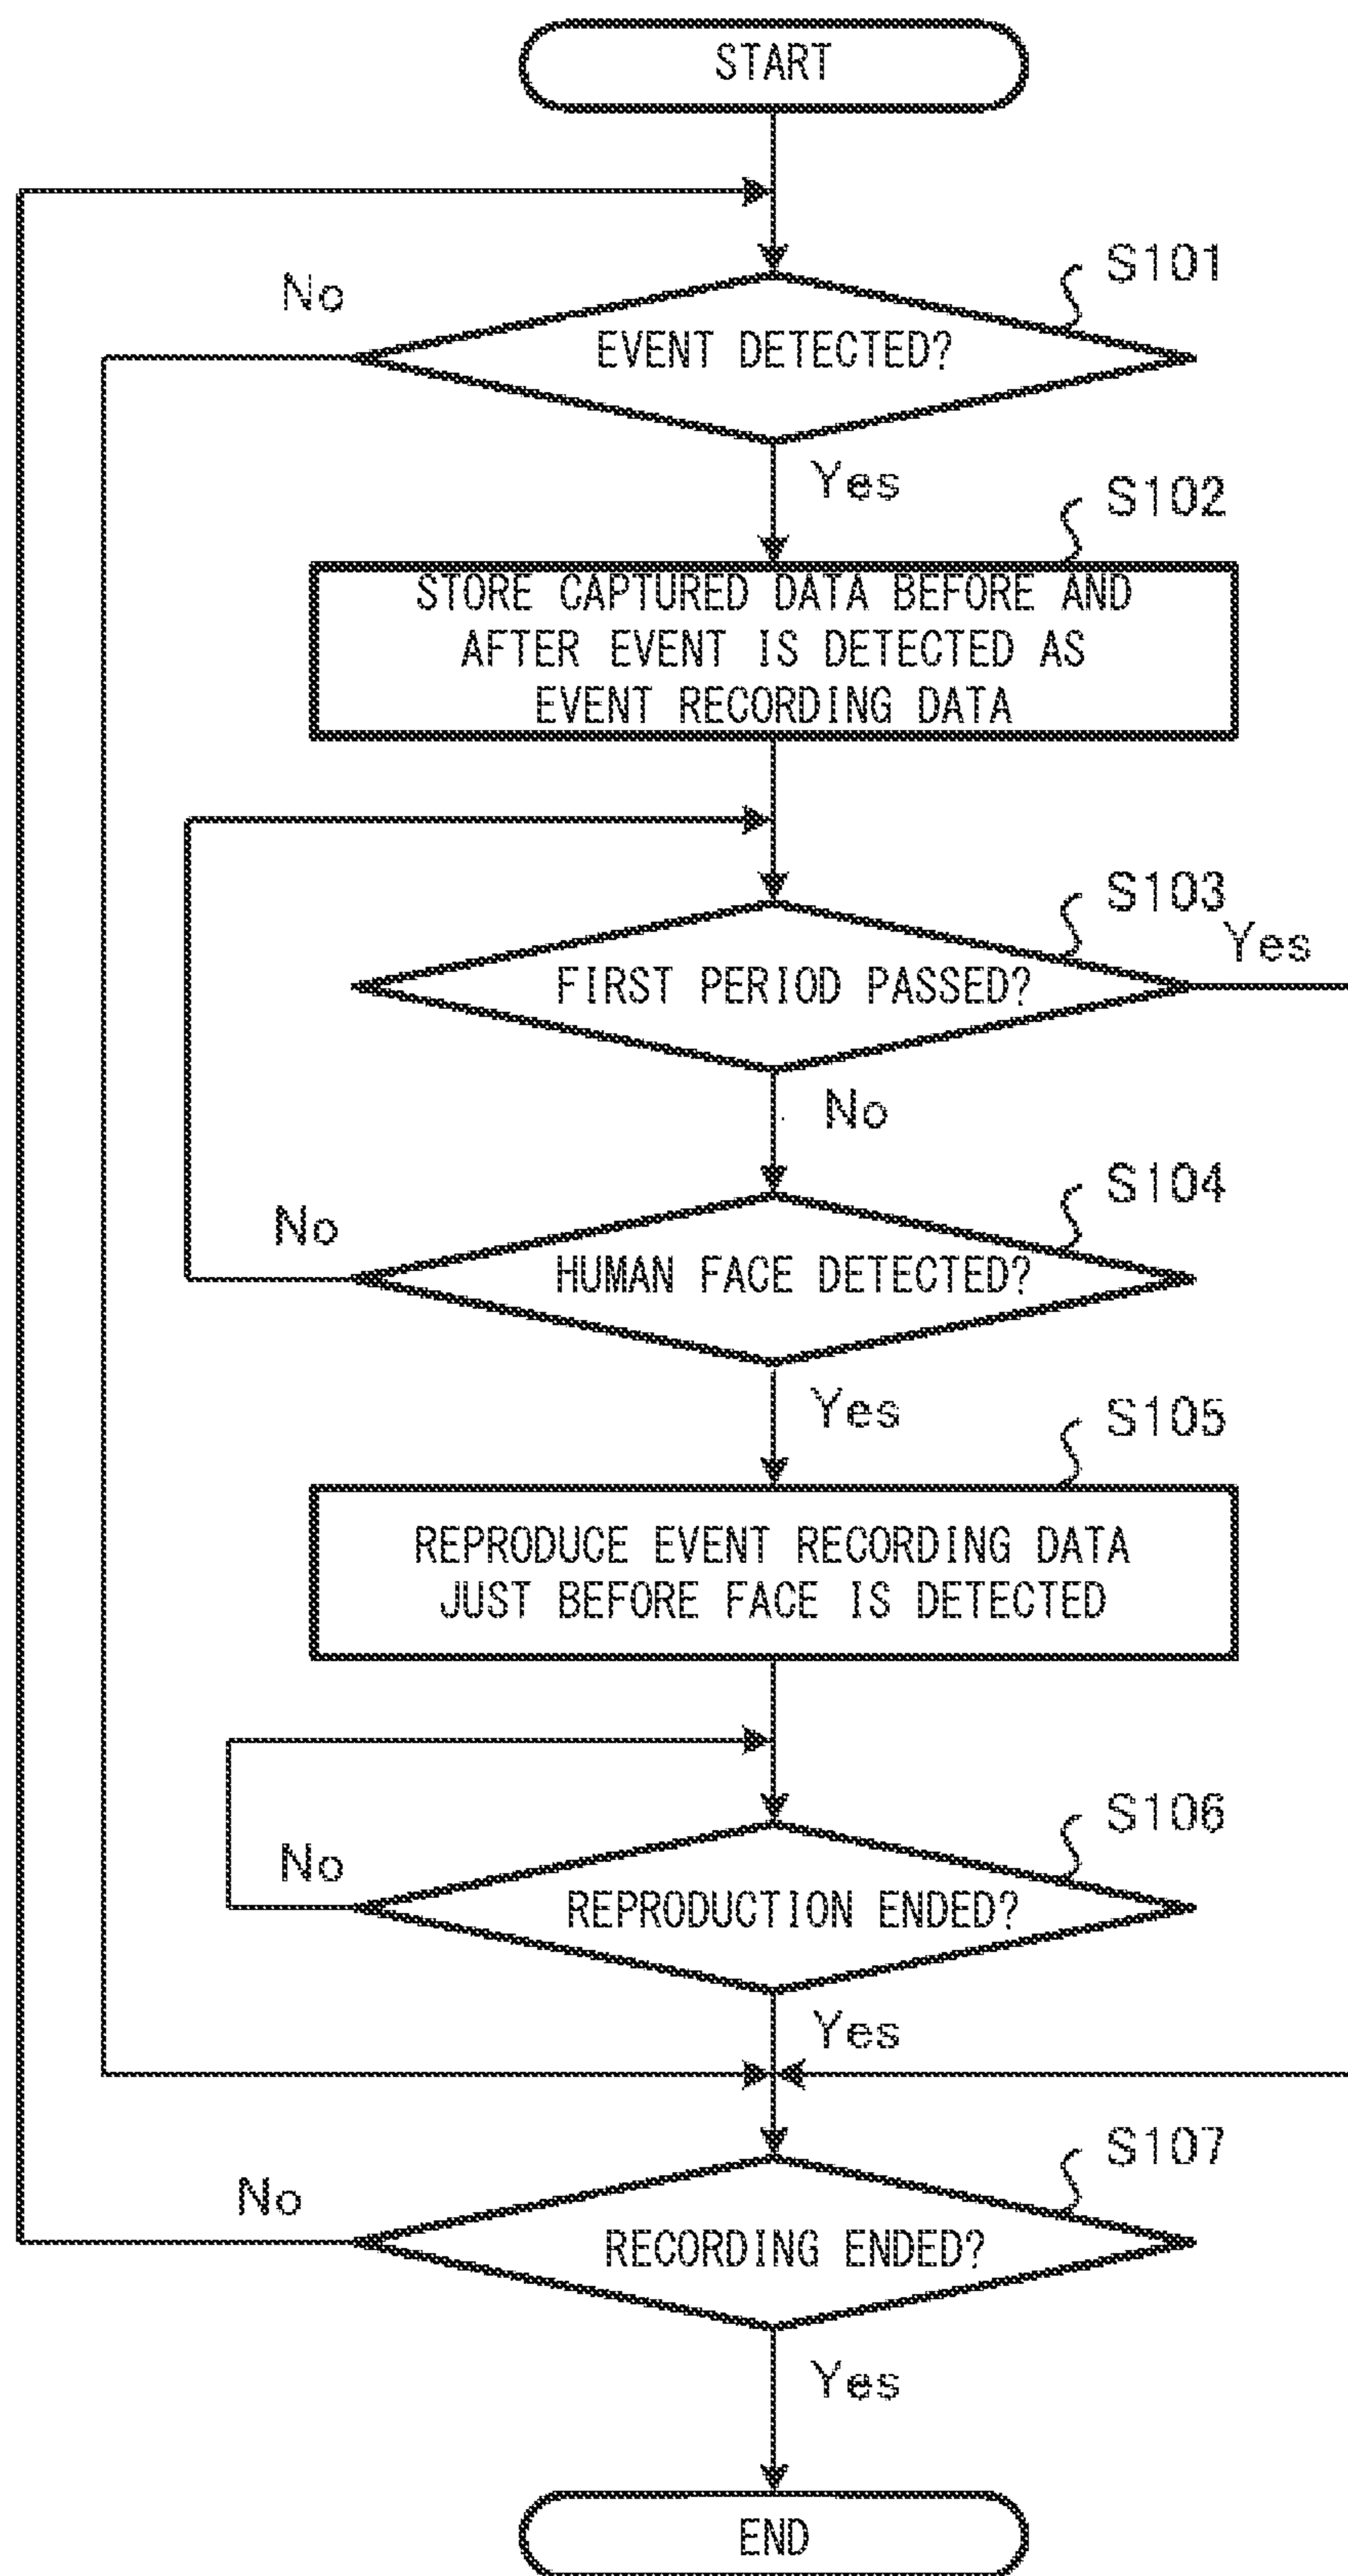 START
S101
No
EVENT DETECTED?
Yes
S102
STORE CAPTURED DATA BEFORE AND
AFTER EVENT IS DETECTED AS
EVENT RECORDING DATA
S103
Yes
FIRST PERIOD PASSED?
No
S104
No
HUMAN FACE DETECTED?
Yes
S105
REPRODUCE EVENT RECORDING DATA
JUST BEFORE FACE IS DETECTED
S106
No
REPRODUCTION ENDED?
Yes
S107
No
RECORDING ENDED?
Yes
END